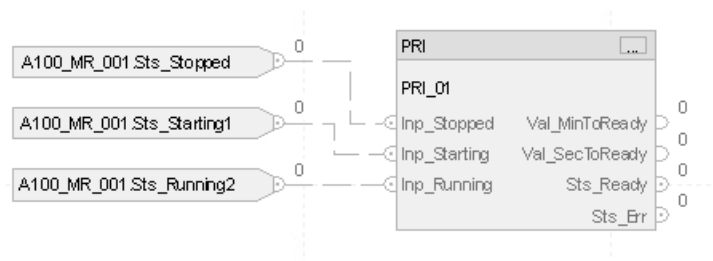 0
PRI
...
A100_MR_001.Sts_Stopped
PRI_01
0
0
A100_MR_001.Sts_Starting1
Inp_Stopped
Val_MinToReady
0
Inp_Starting
Val_SecToReady
0
0
A100_MR_001.Sts_Running2
Inp_Running
Sts_Ready
0
Sts_Err